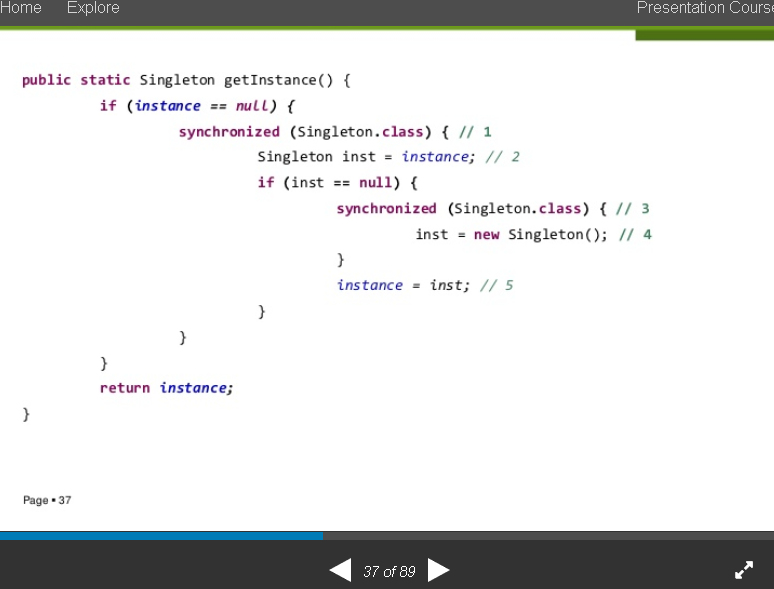 Home Explore Presentation
public static Singleton getInstance() {
if (instance == null) {
synchronized (Singleton.class) { // 1
Singleton inst = instance; // 2
if (inst == null) {
synchronized (Singleton.class) { // 3
inst = new Singleton(); // 4
}
instance = inst; // 5
}
}
}
return instance;
}
Page ▪ 37
37 of 89